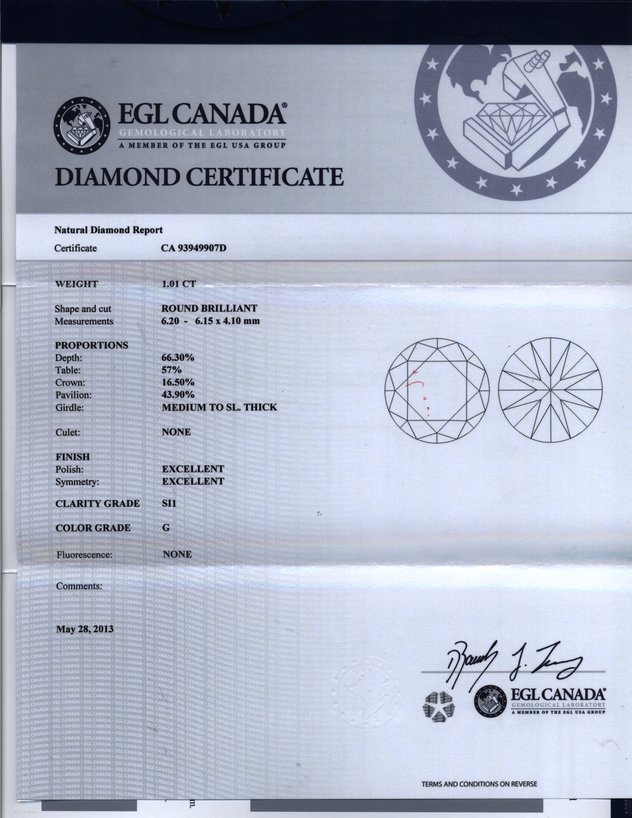 EGL CANADA®
GEMOLOGICAL LABORATORY
A MEMBER OF THE EGL USA GROUP
DIAMOND CERTIFICATE
Natural Diamond Report
Certificate CA 93949907D
WEIGHT 1.01 CT
Shape and cut ROUND BRILLIANT
Measurements 6.20 - 6.15 x 4.10 mm
PROPORTIONS
Depth: 66.30%
Table: 57%
Crown: 16.50%
Pavilion: 43.90%
Girdle: MEDIUM TO SL. THICK
Culet: NONE
FINISH
Polish: EXCELLENT
Symmetry: EXCELLENT
CLARITY GRADE SI1
COLOR GRADE G
Fluorescence: NONE
Comments:
May 28, 2013
EGL CANADA®
GEMOLOGICAL LABORATORY
A MEMBER OF THE EGL USA GROUP
TERMS AND CONDITIONS ON REVERSE